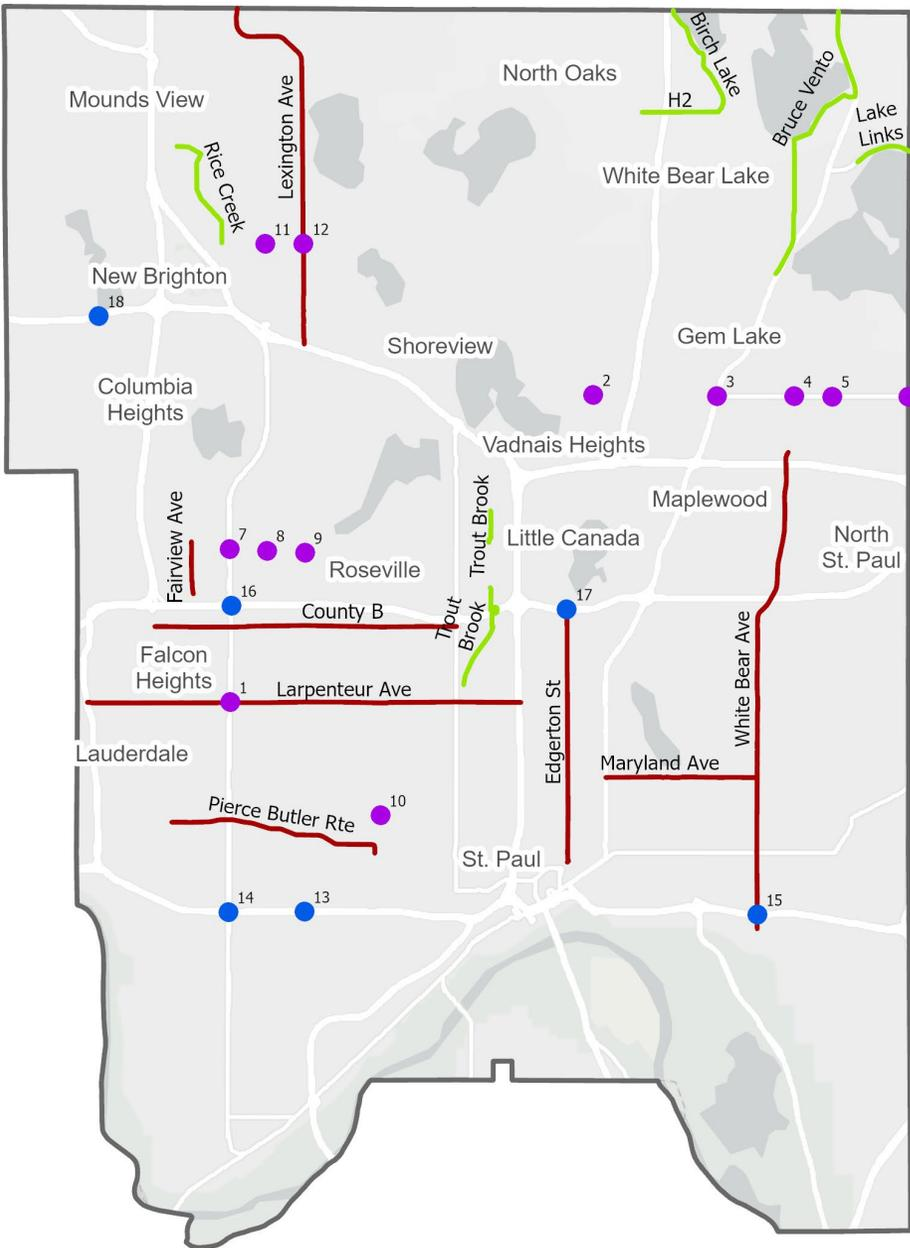 Birch Lake
North Oaks
Bruce Vento
Mounds View
Lexington Ave
H2
Lake
Links
Rice Creek
White Bear Lake
11
12
New Brighton
18
Shoreview
Gem Lake
Columbia
Heights
2
3
4
5
Vadnais Heights
Trout Brook
Maplewood
Fairview Ave
Little Canada
North
St. Paul
7
8
9
Roseville
16
17
County B
Trout
Brook
White Bear Ave
Falcon
Heights
1
Larpenteur Ave
Edgerton St
Lauderdale
Maryland Ave
Pierce Butler Rte
10
St. Paul
14
13
15